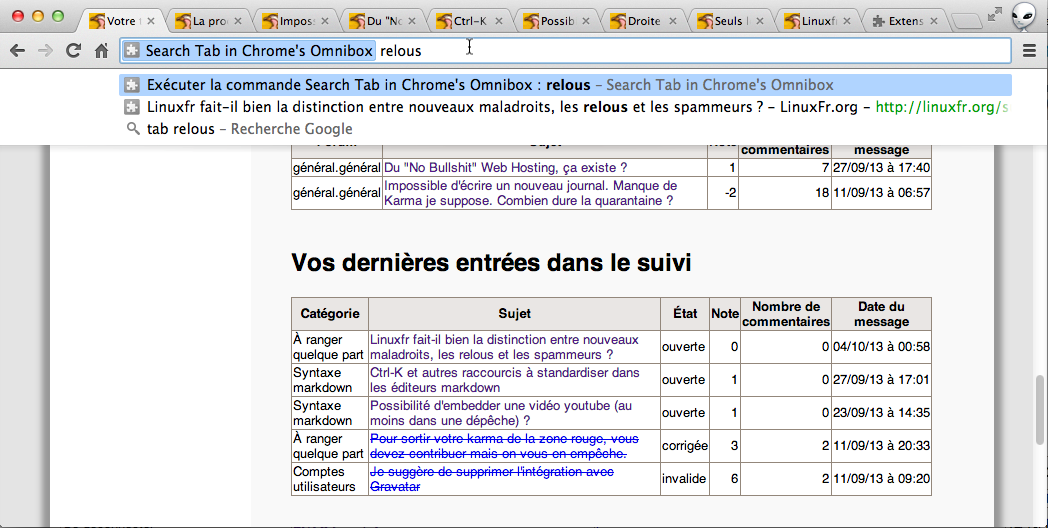 Votre
La pro
Imposs
Du "No
Ctrl-K
Possib
Droite
Seuls
Linuxf
Extens
Search Tab in Chrome's Omnibox relous
Exécuter la commande Search Tab in Chrome's Omnibox : relous – Search Tab in Chrome's Omnibox
Linuxfr fait-il bien la distinction entre nouveaux maladroits, les relous et les spammeurs ? – LinuxFr.org – http://linuxfr.org/s
tab relous – Recherche Google
commentaires message
général.général Du "No Bullshit" Web Hosting, ça existe ? 1 7 27/09/13 à 17:40
général.général Impossible d'écrire un nouveau journal. Manque de -2 18 11/09/13 à 06:57
Karma je suppose. Combien dure la quarantaine ?
Vos dernières entrées dans le suivi
Catégorie Sujet État Note Nombre de Date du
commentaires message
À ranger Linuxfr fait-il bien la distinction entre nouveaux ouverte 0 0 04/10/13 à 00:58
quelque part maladroits, les relous et les spammeurs ?
Syntaxe Ctrl-K et autres raccourcis à standardiser dans ouverte 1 0 27/09/13 à 17:01
markdown les éditeurs markdown
Syntaxe Possibilité d'embedder une vidéo youtube (au ouverte 1 0 23/09/13 à 14:35
markdown moins dans une dépêche) ?
À ranger Pour sortir votre karma de la zone rouge, vous corrigée 3 2 11/09/13 à 20:33
quelque part devez contribuer mais on vous en empêche.
Comptes Je suggère de supprimer l'intégration avec invalide 6 2 11/09/13 à 09:20
utilisateurs Gravatar